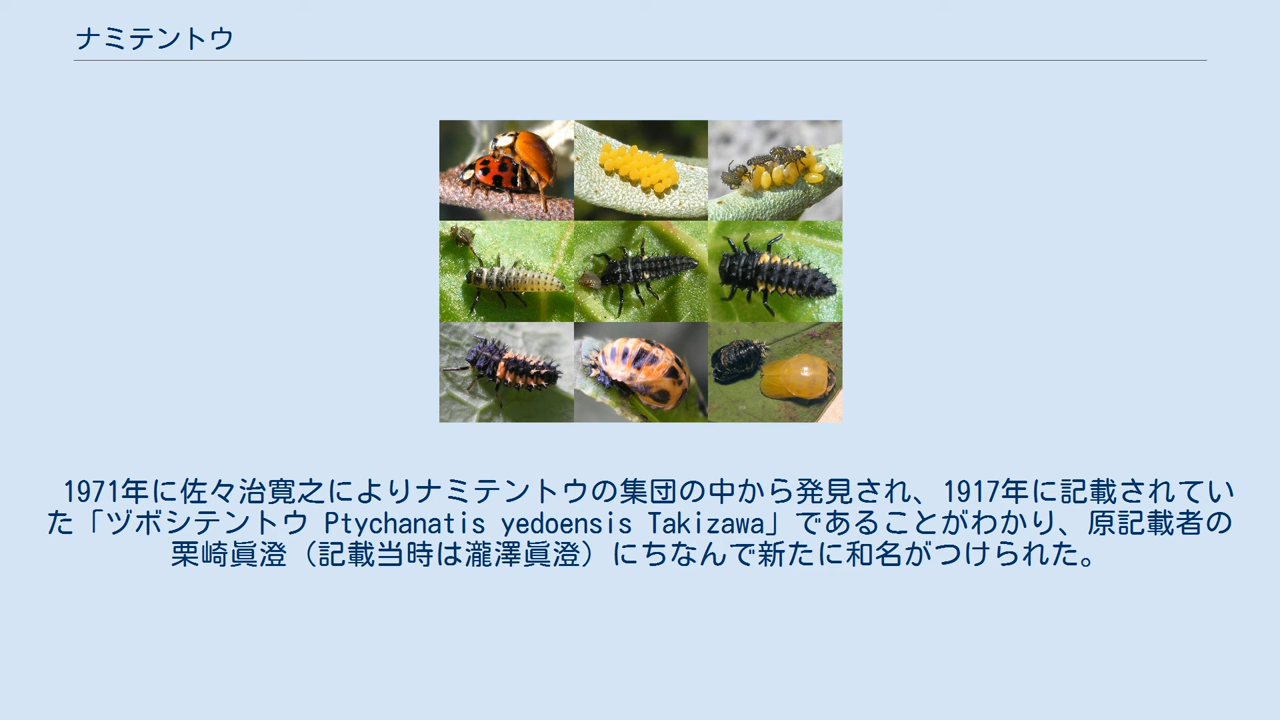 ナミテントウ
1971年に佐々治寛之によりナミテントウの集団の中から発見され、1917年に記載されてい
た「ヅボシテントウ Ptychanatis yedoensis Takizawa」であることがわかり、原記載者の
栗崎眞澄（記載当時は瀧澤眞澄）にちなんで新たに和名がつけられた。